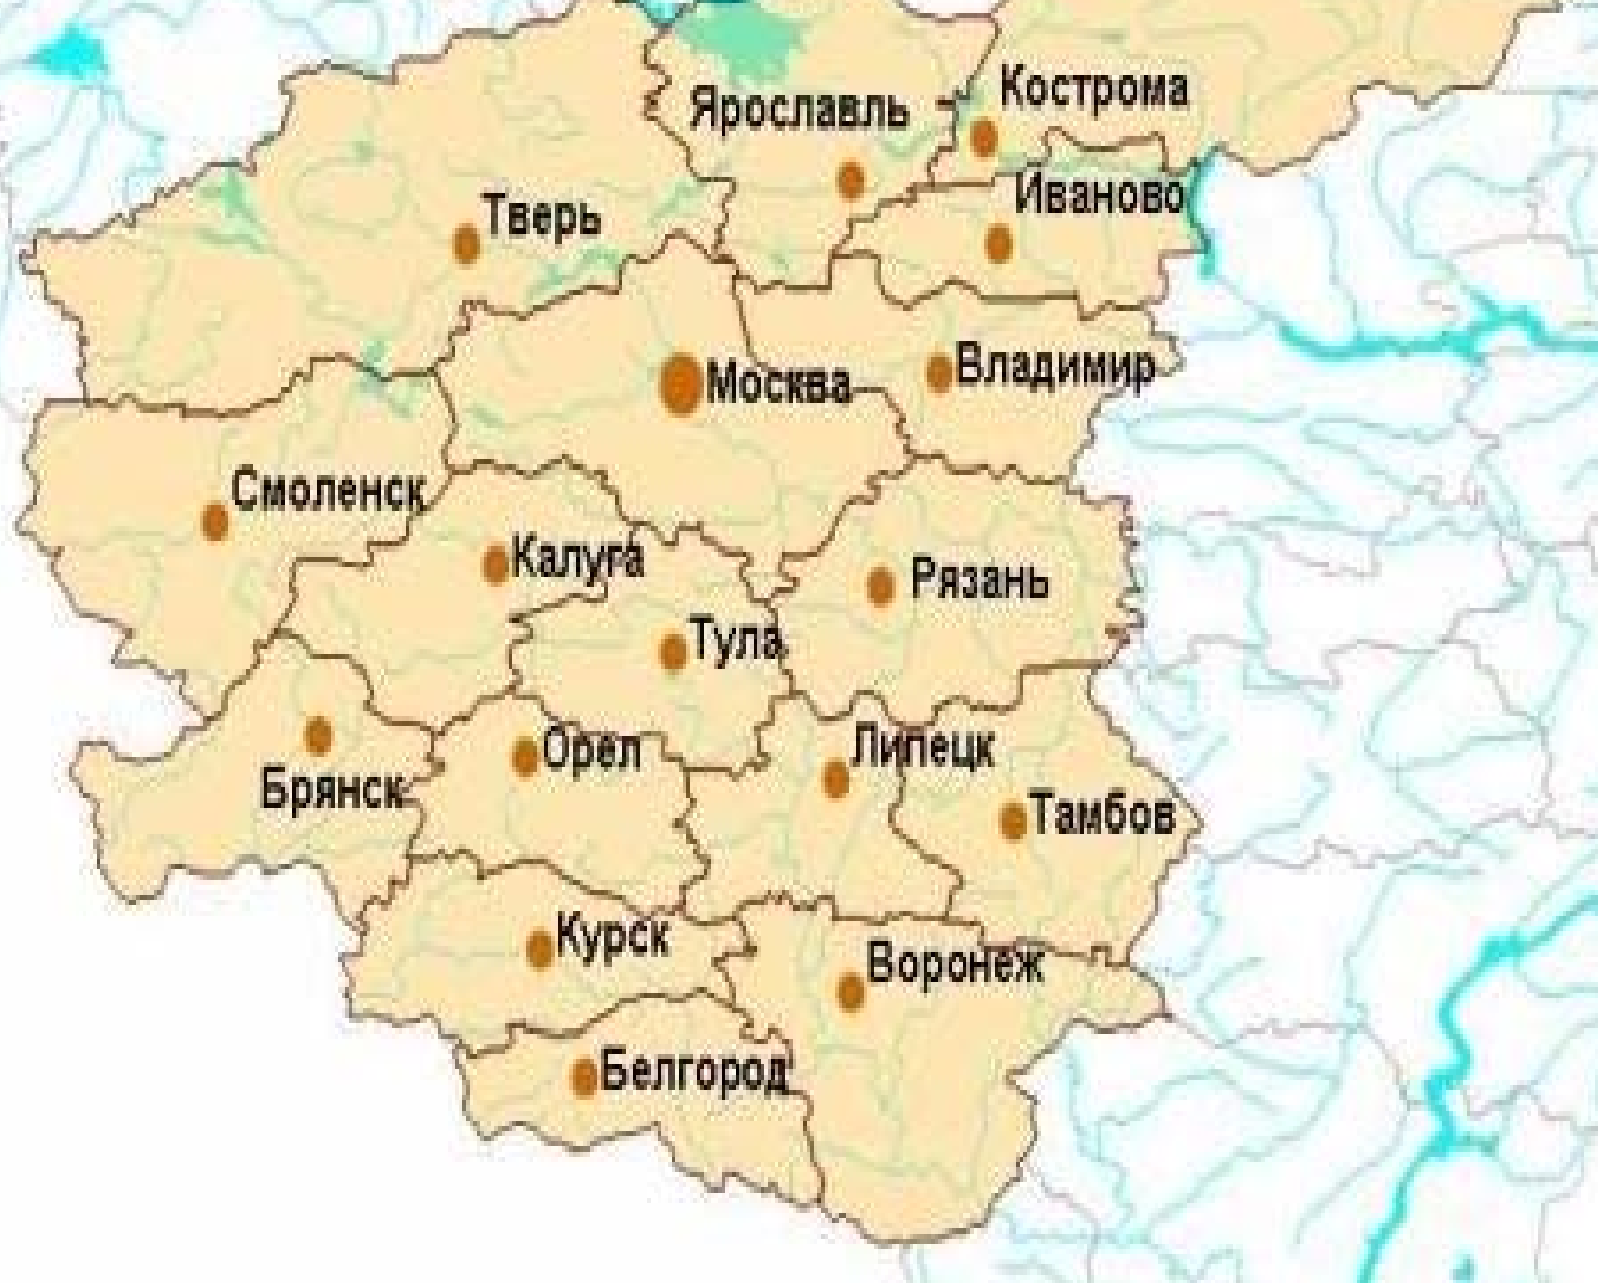 Кострома
Ярославль
Иваново
Тверь
Владимир
Москва
Смоленск
Калуга
Рязань
Тула
Орел
Липецк
Брянск
Тамбов
Курск
Воронеж
Белгород